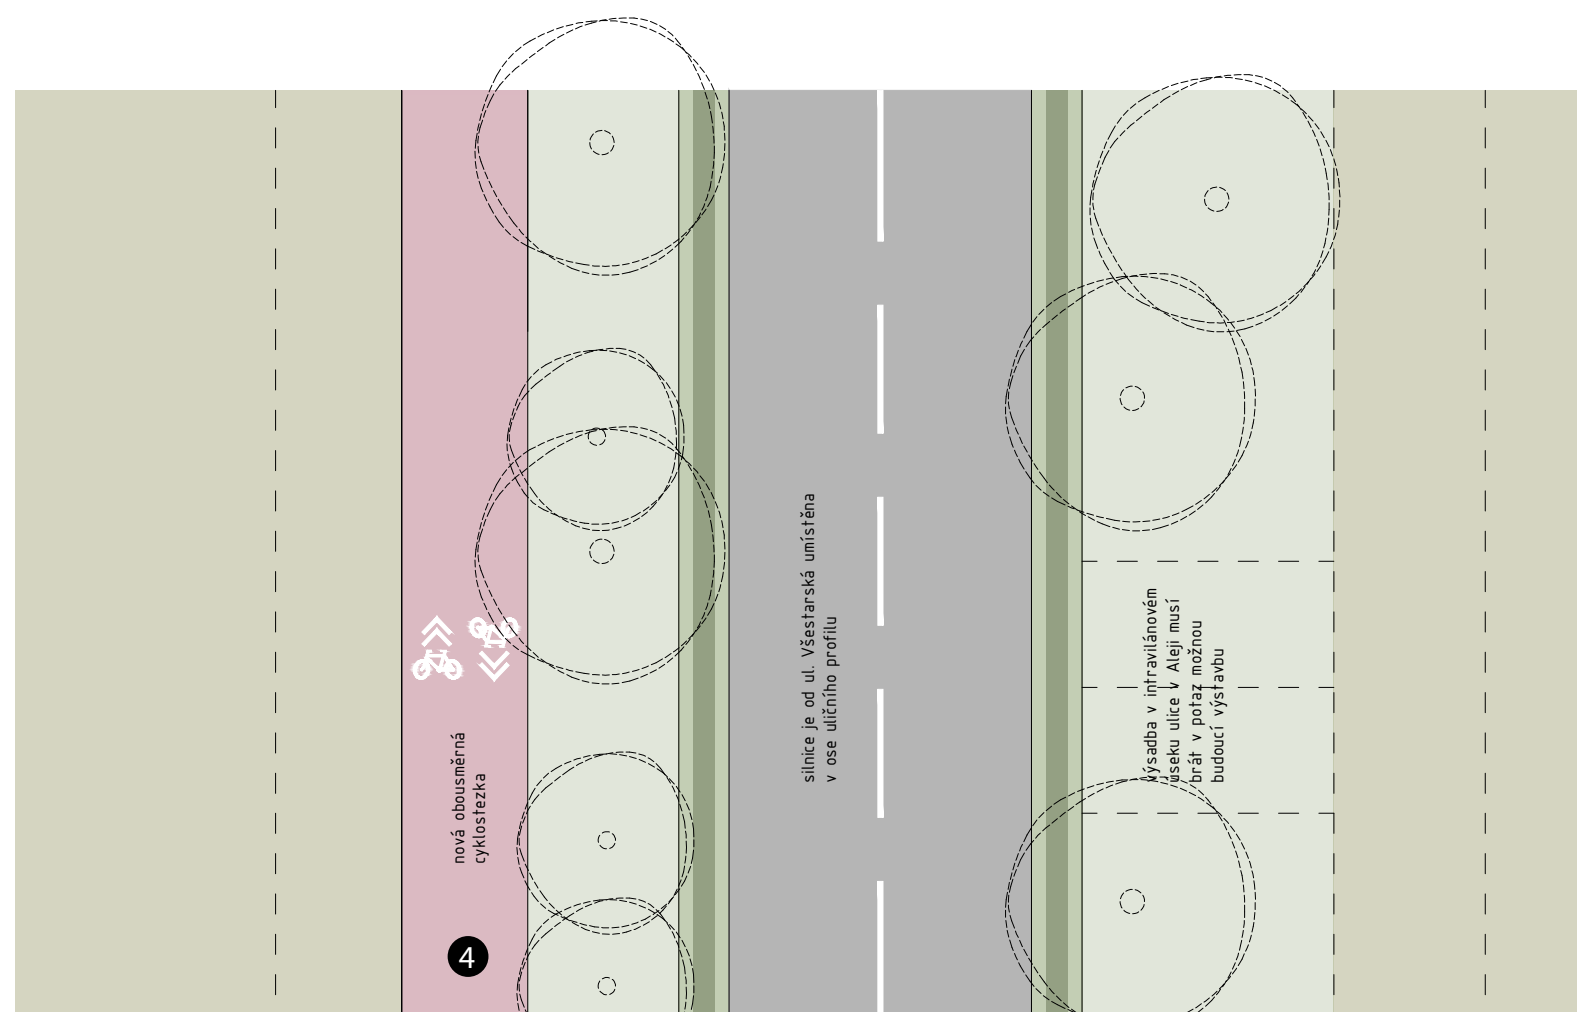 nová obousměrná
cyklostezka
4
silnice je od ul. Všestarská umístěna
v ose uličního profilu
výsadba v intravilánovém
úseku ulice v Aleji musí
brát v potaz možnou
budoucí výstavbu